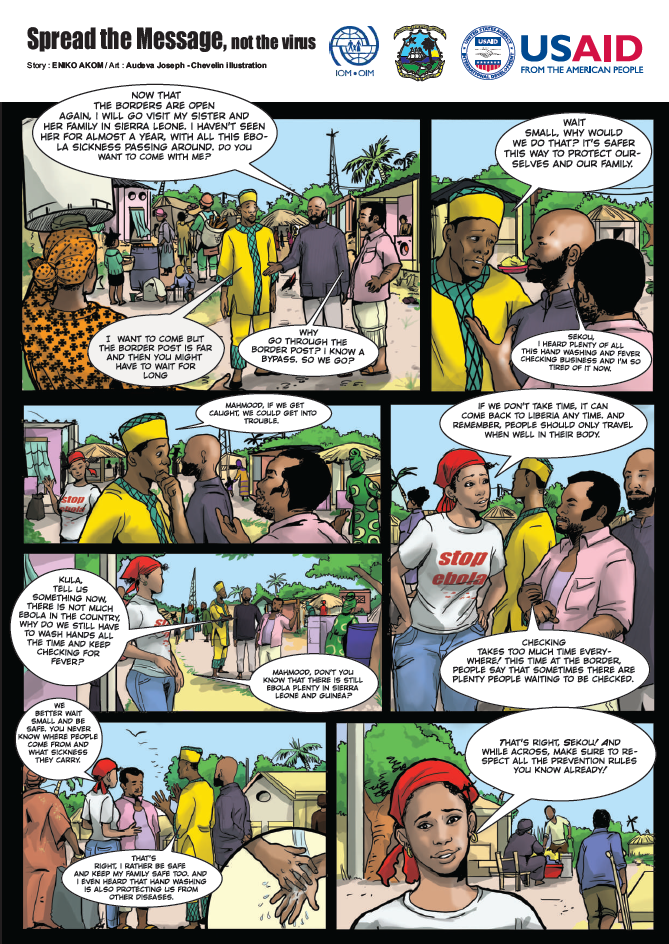 Spread the Message, not the virus
Story : ENIKO AKOM / Art : Audeva Joseph - Chevelin illustration
IOM • OIM
USAID
UNITED STATES AGENCY
INTERNATIONAL DEVELOPMENT
USAID
FROM THE AMERICAN PEOPLE
NOW THAT
THE BORDERS ARE OPEN
AGAIN, I WILL GO VISIT MY SISTER AND
HER FAMILY IN SIERRA LEONE. I HAVEN'T SEEN
HER FOR ALMOST A YEAR, WITH ALL THIS EBO-
LA SICKNESS PASSING AROUND. DO YOU
WANT TO COME WITH ME?
I WANT TO COME BUT
THE BORDER POST IS FAR
AND THEN YOU MIGHT
HAVE TO WAIT FOR
LONG
WHY
GO THROUGH THE
BORDER POST? I KNOW A
BYPASS. SO WE GO?
WAIT
SMALL, WHY WOULD
WE DO THAT? IT'S SAFER
THIS WAY TO PROTECT OUR-
SELVES AND OUR FAMILY.
SEKOU,
I HEARD PLENTY OF ALL
THIS HAND WASHING AND FEVER
CHECKING BUSINESS AND I'M SO
TIRED OF IT NOW.
MAHMOOD, IF WE GET
CAUGHT, WE COULD GET INTO
TROUBLE.
stop
ebola
IF WE DON'T TAKE TIME, IT CAN
COME BACK TO LIBERIA ANY TIME. AND
REMEMBER, PEOPLE SHOULD ONLY TRAVEL
WHEN WELL IN THEIR BODY.
stop
ebola
CHECKING
TAKES TOO MUCH TIME EVERY-
WHERE! THIS TIME AT THE BORDER,
PEOPLE SAY THAT SOMETIMES THERE ARE
PLENTY PEOPLE WAITING TO BE CHECKED.
KULA,
TELL US
SOMETHING NOW,
THERE IS NOT MUCH
EBOLA IN THE COUNTRY,
WHY DO WE STILL HAVE
TO WASH HANDS ALL
THE TIME AND KEEP
CHECKING FOR
FEVER?
MAHMOOD, DON'T YOU
KNOW THAT THERE IS STILL
EBOLA PLENTY IN SIERRA
LEONE AND GUINEA?
WE
BETTER WAIT
SMALL AND BE
SAFE. YOU NEVER
KNOW WHERE PEOPLE
COME FROM AND
WHAT SICKNESS
THEY CARRY.
THAT'S
RIGHT, I RATHER BE SAFE
AND KEEP MY FAMILY SAFE TOO. AND
I EVEN HEARD THAT HAND WASHING
IS ALSO PROTECTING US FROM
OTHER DISEASES.
THAT'S RIGHT, SEKOU! AND
WHILE ACROSS, MAKE SURE TO RE-
SPECT ALL THE PREVENTION RULES
YOU KNOW ALREADY!